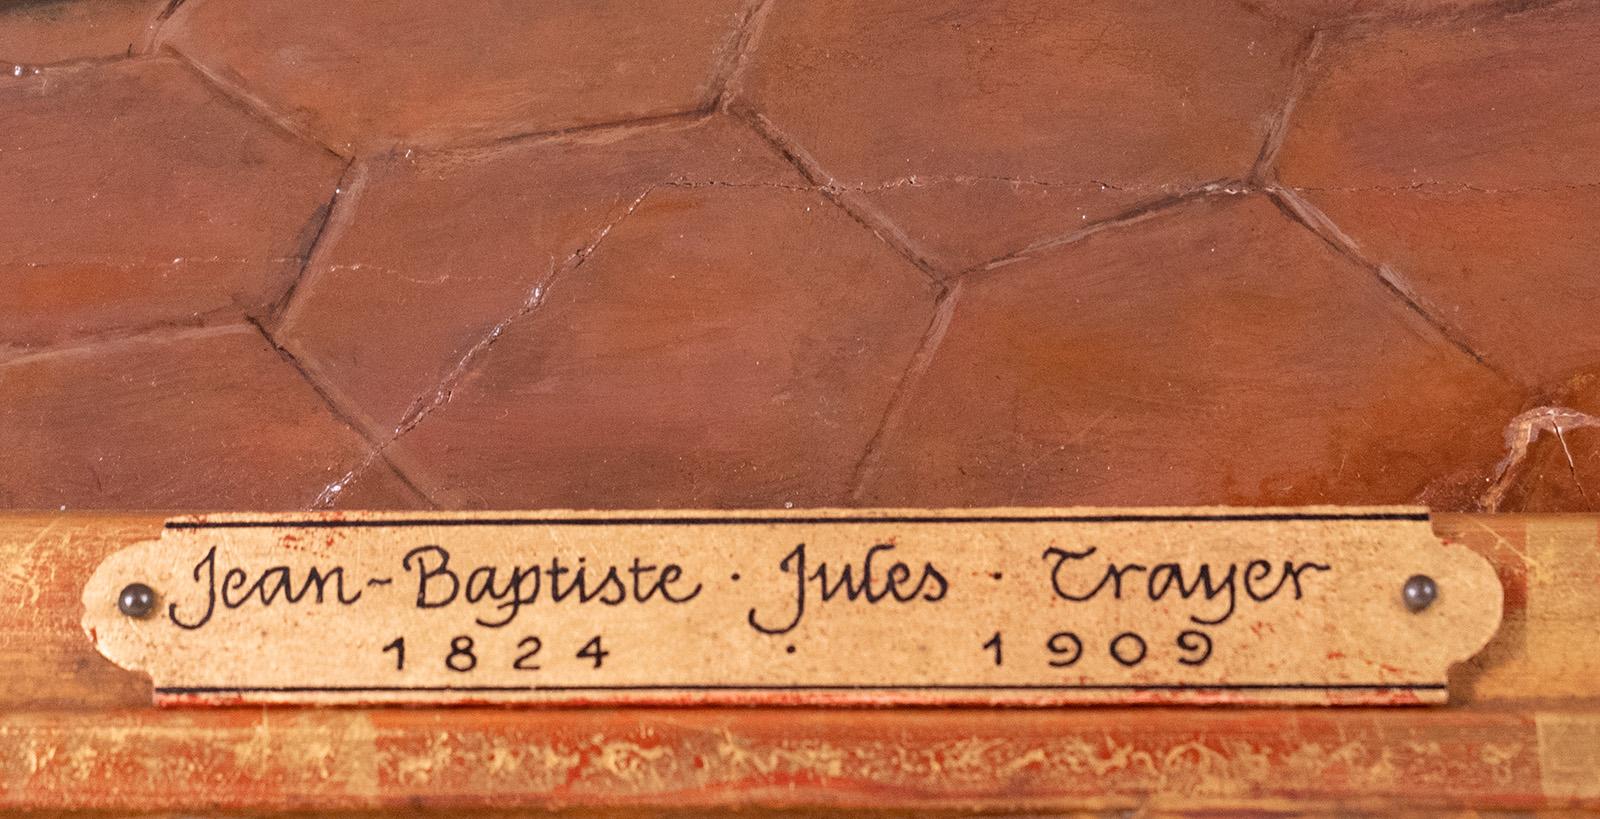 Jean-Baptiste · Jules · Trayer
1824 · 1909